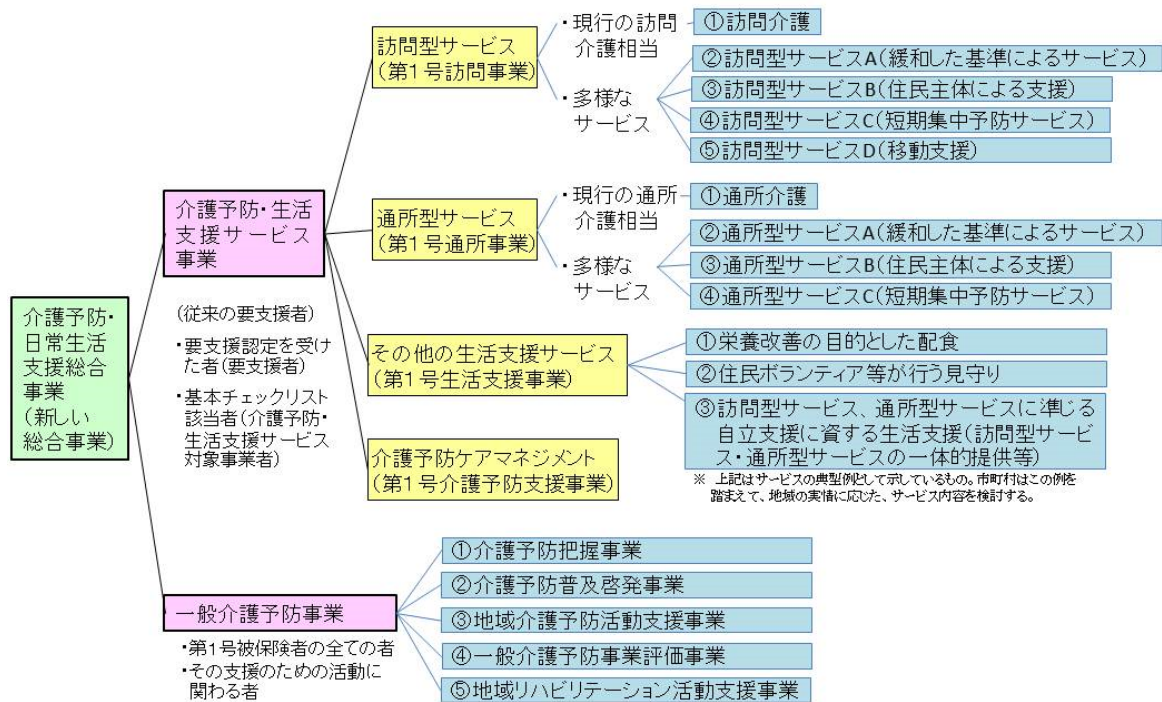 介護予防・
日常生活
支援総合
事業
(新しい
総合事業)
介護予防・生活
支援サービス
事業
(従来の要支援者)
・要支援認定を受け
た者(要支援者)
・基本チェックリスト
該当者(介護予防・
生活支援サービス
対象事業者)
訪問型サービス
(第1号訪問事業)
・現行の訪問
介護相当
①訪問介護
・多様な
サービス
②訪問型サービスA(緩和した基準によるサービス)
③訪問型サービスB(住民主体による支援)
④訪問型サービスC(短期集中予防サービス)
⑤訪問型サービスD(移動支援)
通所型サービス
(第1号通所事業)
・現行の通所
介護相当
①通所介護
・多様な
サービス
②通所型サービスA(緩和した基準によるサービス)
③通所型サービスB(住民主体による支援)
④通所型サービスC(短期集中予防サービス)
その他の生活支援サービス
(第1号生活支援事業)
①栄養改善の目的とした配食
②住民ボランティア等が行う見守り
③訪問型サービス、通所型サービスに準じる
自立支援に資する生活支援(訪問型サービ
ス・通所型サービスの一体的提供等)
※ 上記はサービスの典型例として示しているもの。市町村はこの例を
踏まえて、地域の実情に応じた、サービス内容を検討する。
介護予防ケアマネジメント
(第1号介護予防支援事業)
一般介護予防事業
・第1号被保険者の全ての者
・その支援のための活動に
関わる者
①介護予防把握事業
②介護予防普及啓発事業
③地域介護予防活動支援事業
④一般介護予防事業評価事業
⑤地域リハビリテーション活動支援事業